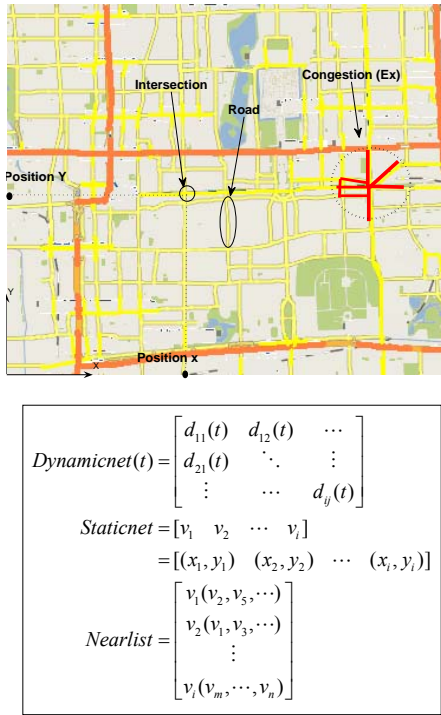 Intersection
Congestion (Ex)
Road
Position Y
Y
X
Position x
Dynamicnet(t) = [d₁₁(t) d₁₂(t) ⋯
d₂₁(t) ⋱ ⋮
⋮ ⋯ dᵢⱼ(t)]
Staticnet = [v₁ v₂ ⋯ vᵢ]
= [(x₁, y₁) (x₂, y₂) ⋯ (xᵢ, yᵢ)]
Nearlist = [v₁(v₂, v₅, ⋯)
v₂(v₁, v₃, ⋯)
⋮
vᵢ(vₘ, ⋯, vₙ)]